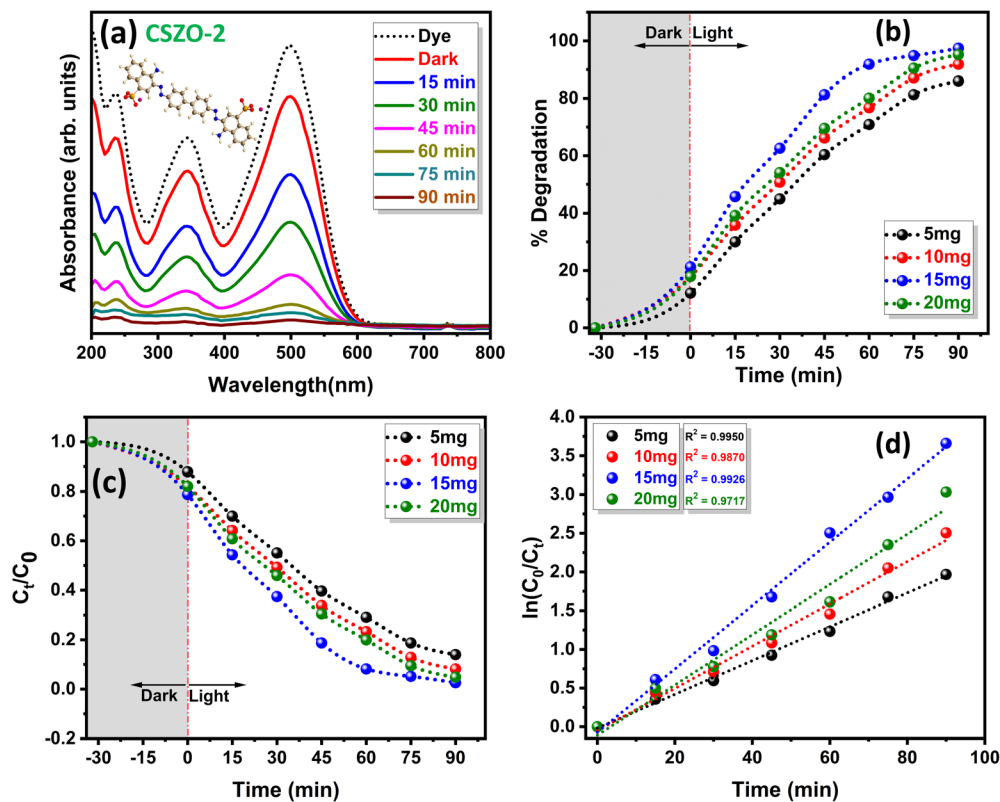 (a) CSZO-2
Dye
Dark
15 min
30 min
45 min
60 min
75 min
90 min
Absorbance (arb. units)
200 300 400 500 600 700 800
Wavelength(nm)
(b)
Dark Light
100
80
60
40
20
0
% Degradation
5mg
10mg
15mg
20mg
-30 -15 0 15 30 45 60 75 90
Time (min)
(c)
5mg
10mg
15mg
20mg
1.0
0.8
0.6
0.4
0.2
0.0
-0.2
Ct/C0
Dark Light
-30 -15 0 15 30 45 60 75 90
Time (min)
(d)
5mg R² = 0.9950
10mg R² = 0.9870
15mg R² = 0.9926
20mg R² = 0.9717
4.0
3.5
3.0
2.5
2.0
1.5
1.0
0.5
0.0
ln(C0/Ct)
0 20 40 60 80 100
Time (min)